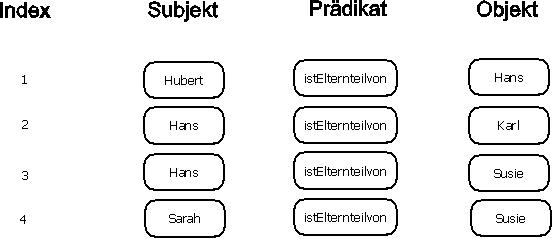 Index Subjekt Prädikat Objekt
1 Hubert istElternteilvon Hans
2 Hans istElternteilvon Karl
3 Hans istElternteilvon Susie
4 Sarah istElternteilvon Susie